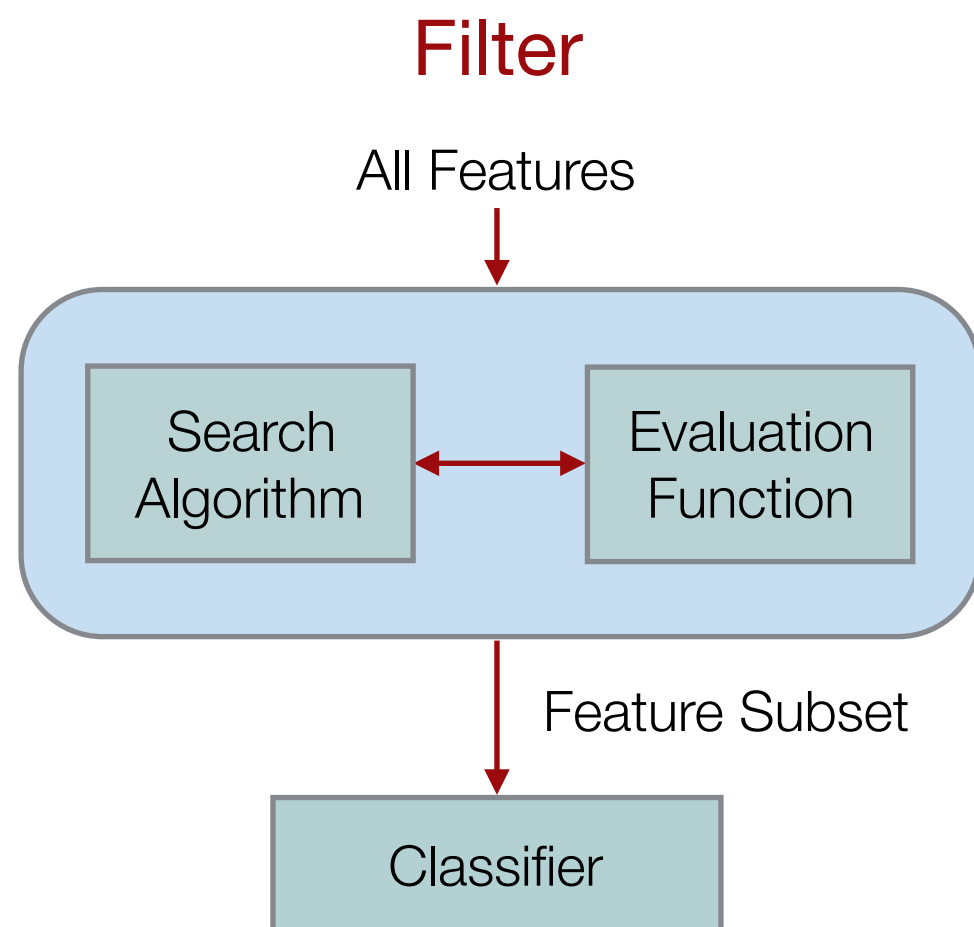 Filter
All Features
Search
Algorithm
Evaluation
Function
Feature Subset
Classifier